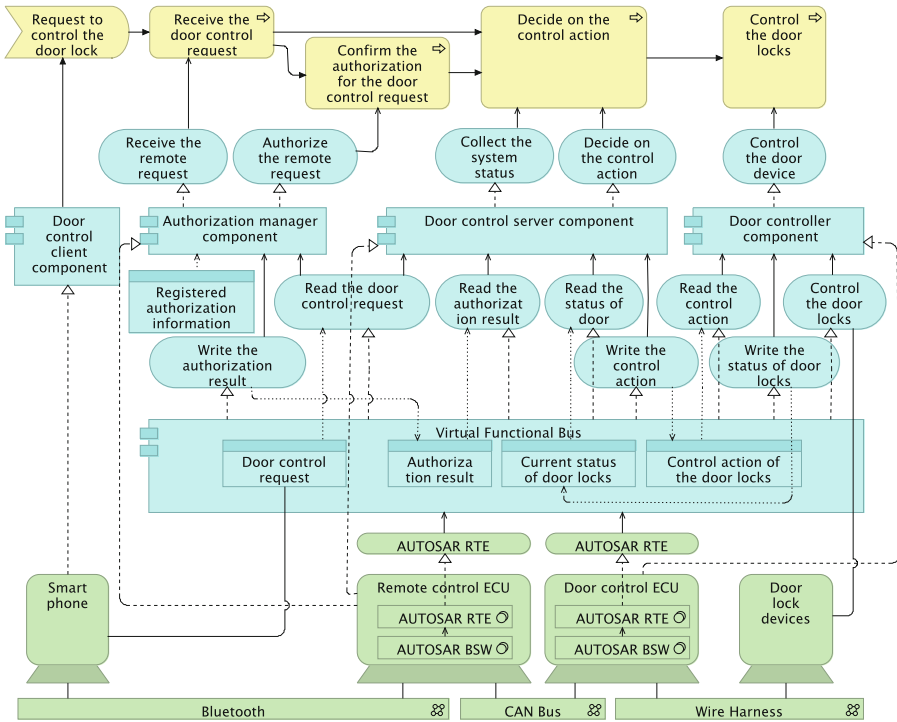 Request to
control the
door lock
Receive the
door control
request
Confirm the
authorization
for the door
control request
Decide on the
control action
Control
the door
locks
Receive the
remote
request
Authorize
the remote
request
Collect the
system
status
Decide on
the control
action
Control
the door
device
Door
control
client
component
Authorization manager
component
Door control server component
Door controller
component
Registered
authorization
information
Read the door
control request
Read the
authorizat
ion result
Read the
status of
door
Read the
control
action
Control
the door
locks
Write the
authorization
result
Write the
control
action
Write the
status of door
locks
Virtual Functional Bus
Door control
request
Authoriza
tion result
Current status
of door locks
Control action of
the door locks
AUTOSAR RTE
AUTOSAR RTE
Smart
phone
Remote control ECU
AUTOSAR RTE
AUTOSAR BSW
Door control ECU
AUTOSAR RTE
AUTOSAR BSW
Door
lock
devices
Bluetooth
CAN Bus
Wire Harness